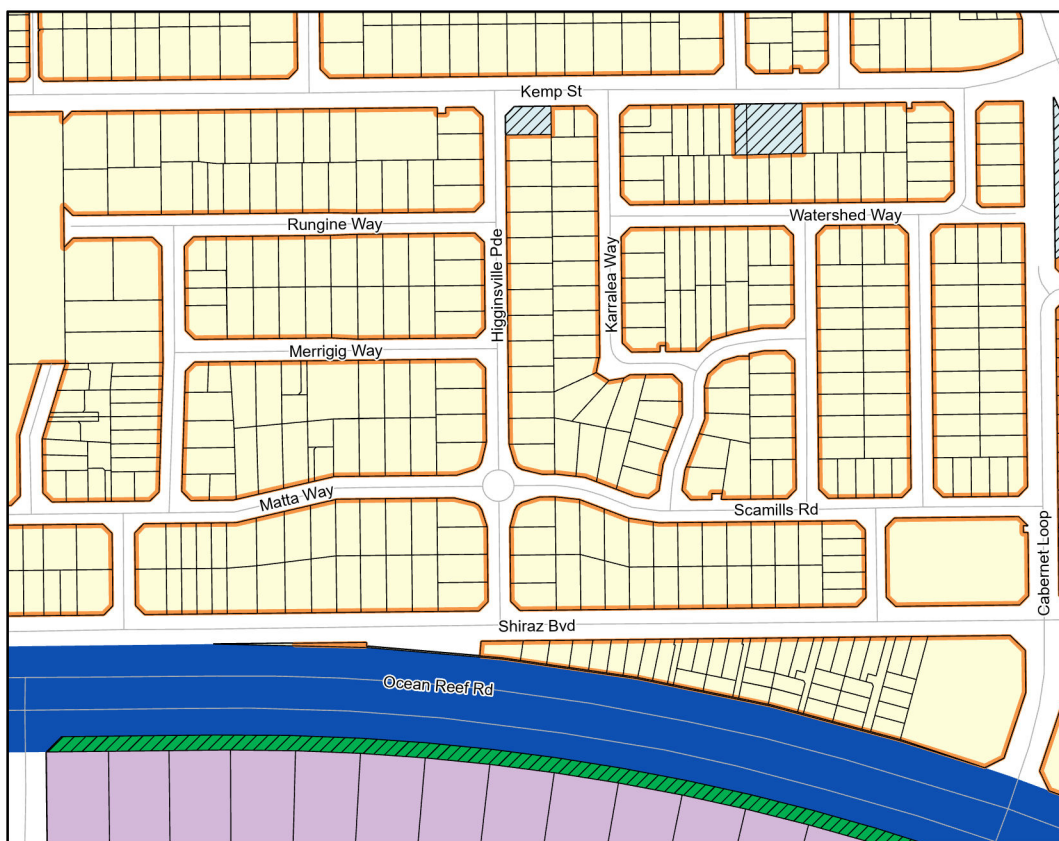 Kemp St
Rungine Way
Watershed Way
Higginsville Pde
Karralea Way
Merrigig Way
Matta Way
Scamills Rd
Cabernet Loop
Shiraz Bvd
Ocean Reef Rd